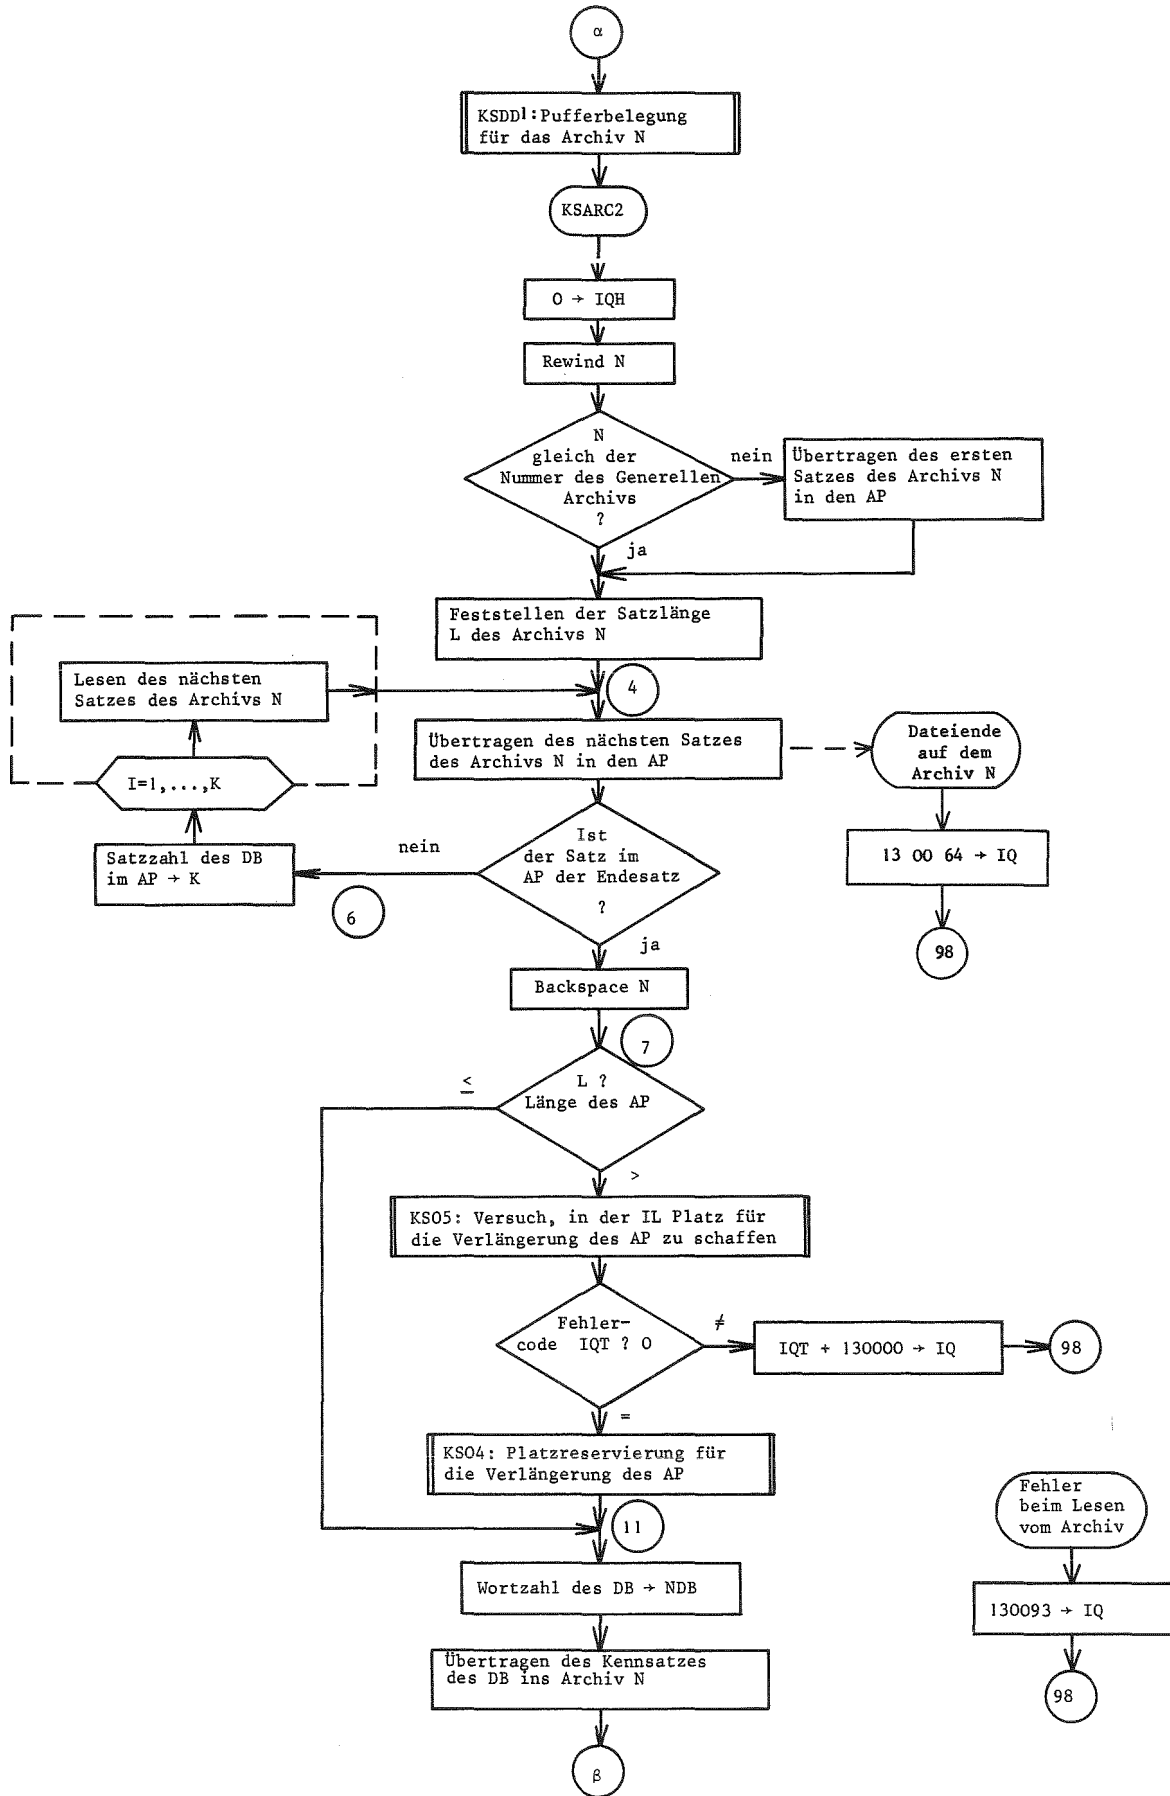 α
KSDD1:Pufferbelegung
für das Archiv N
KSARC2
O → IQH
Rewind N
N
gleich der
Nummer des Generellen
Archivs
?
nein
Übertragen des ersten
Satzes des Archivs N
in den AP
ja
Feststellen der Satzlänge
L des Archivs N
4
Lesen des nächsten
Satzes des Archivs N
Übertragen des nächsten Satzes
des Archivs N in den AP
Dateiende
auf dem
Archiv N
I=1,...,K
Satzzahl des DB
im AP → K
nein
6
Ist
der Satz im
AP der Endesatz
?
13 00 64 → IQ
98
ja
Backspace N
7
L ?
Länge des AP
≤
>
KSO5: Versuch, in der IL Platz für
die Verlängerung des AP zu schaffen
Fehler-
code IQT ? O
≠
IQT + 130000 → IQ
98
=
KSO4: Platzreservierung für
die Verlängerung des AP
11
Fehler
beim Lesen
vom Archiv
Wortzahl des DB → NDB
130093 → IQ
Übertragen des Kennsatzes
des DB ins Archiv N
98
β